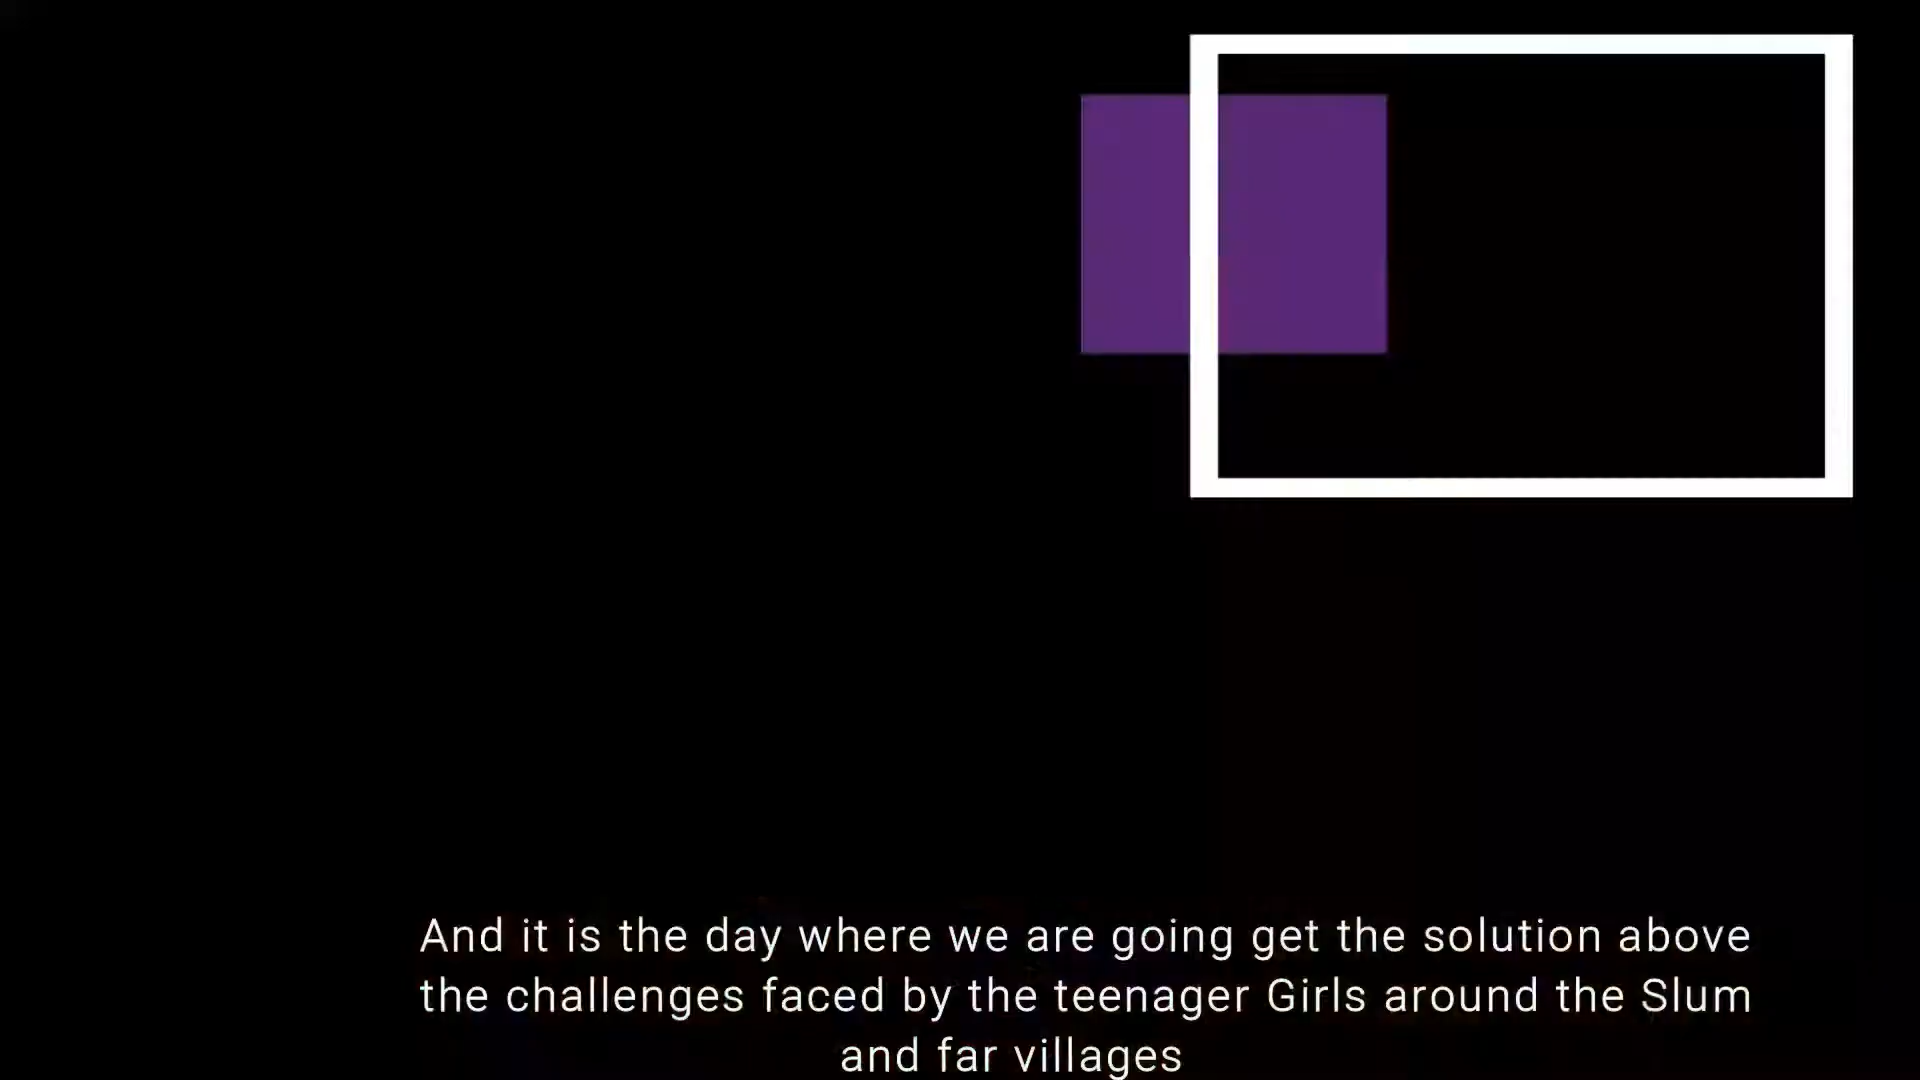 And it is the day where we are going get the solution above
the challenges faced by the teenager Girls around the Slum
and far villages